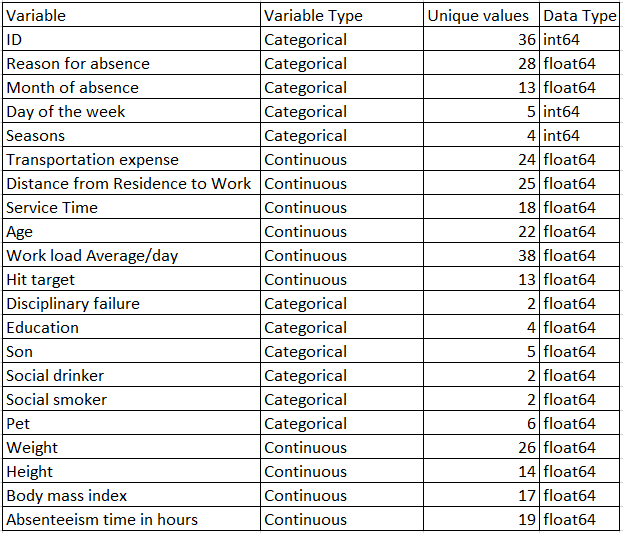 Variable Variable Type Unique values Data Type
ID Categorical 36 int64
Reason for absence Categorical 28 float64
Month of absence Categorical 13 float64
Day of the week Categorical 5 int64
Seasons Categorical 4 int64
Transportation expense Continuous 24 float64
Distance from Residence to Work Continuous 25 float64
Service Time Continuous 18 float64
Age Continuous 22 float64
Work load Average/day Continuous 38 float64
Hit target Continuous 13 float64
Disciplinary failure Categorical 2 float64
Education Categorical 4 float64
Son Categorical 5 float64
Social drinker Categorical 2 float64
Social smoker Categorical 2 float64
Pet Categorical 6 float64
Weight Continuous 26 float64
Height Continuous 14 float64
Body mass index Continuous 17 float64
Absenteeism time in hours Continuous 19 float64